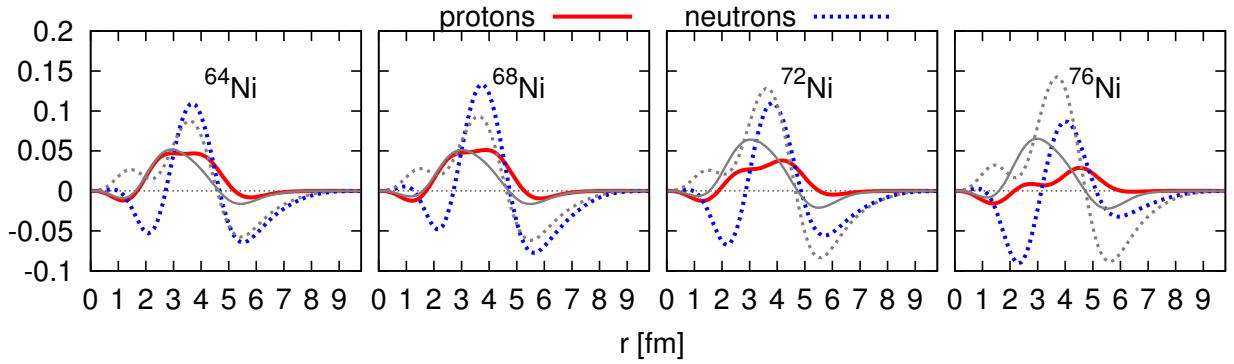 protons neutrons
0.2
0.15
0.1
0.05
0
-0.05
-0.1
⁶⁴Ni ⁶⁸Ni ⁷²Ni ⁷⁶Ni
0 1 2 3 4 5 6 7 8 9 0 1 2 3 4 5 6 7 8 9 0 1 2 3 4 5 6 7 8 9 0 1 2 3 4 5 6 7 8 9
r [fm]